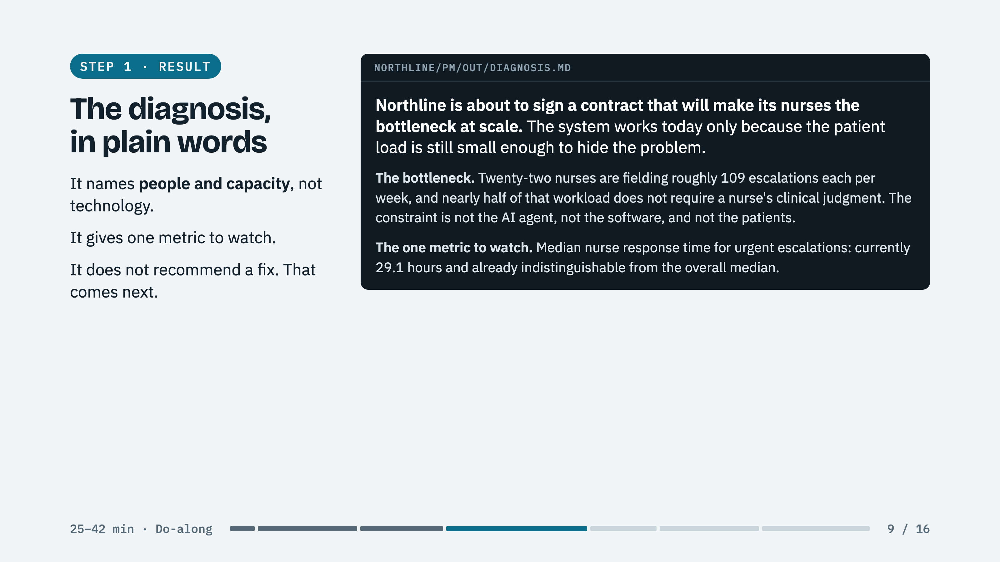 STEP 1 · RESULT
The diagnosis,
in plain words
It names people and capacity, not
technology.
It gives one metric to watch.
It does not recommend a fix. That
comes next.
NORTHLINE/PM/OUT/DIAGNOSIS.MD
Northline is about to sign a contract that will make its nurses the
bottleneck at scale. The system works today only because the patient
load is still small enough to hide the problem.
The bottleneck. Twenty-two nurses are fielding roughly 109 escalations each per
week, and nearly half of that workload does not require a nurse's clinical judgment. The
constraint is not the AI agent, not the software, and not the patients.
The one metric to watch. Median nurse response time for urgent escalations: currently
29.1 hours and already indistinguishable from the overall median.
25–42 min · Do-along
9 / 16